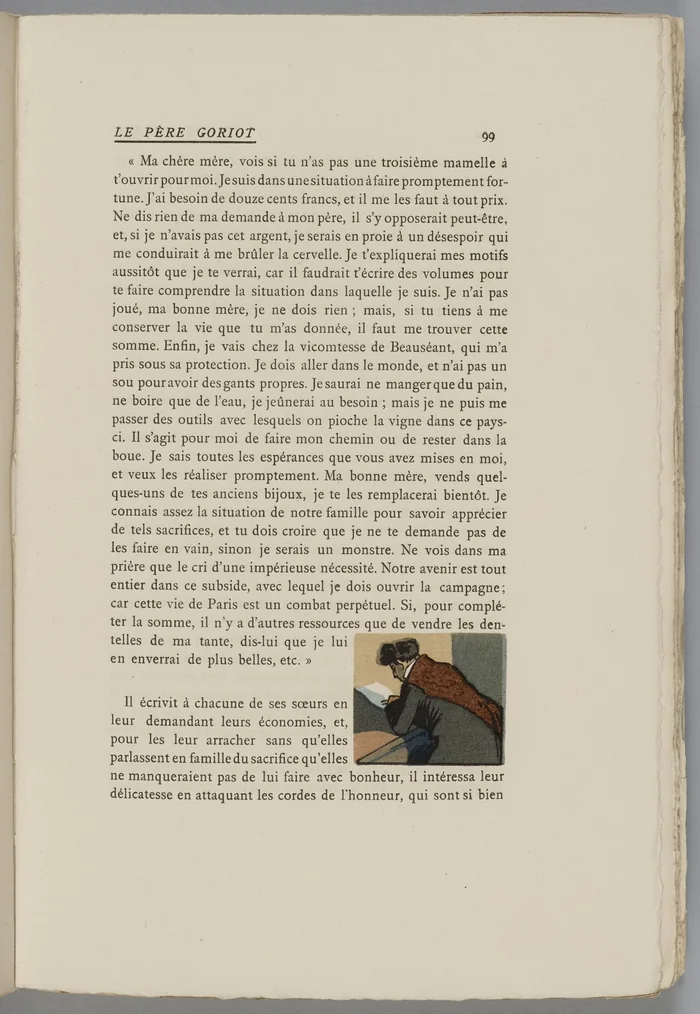 LE PÈRE GORIOT 99
« Ma chère mère, vois si tu n'as pas une troisième mamelle à
t'ouvrir pour moi. Je suis dans une situation à faire promptement for-
tune. J'ai besoin de douze cents francs, et il me les faut à tout prix.
Ne dis rien de ma demande à mon père, il s'y opposerait peut-être,
et, si je n'avais pas cet argent, je serais en proie à un désespoir qui
me conduirait à me brûler la cervelle. Je t'expliquerai mes motifs
aussitôt que je te verrai, car il faudrait t'écrire des volumes pour
te faire comprendre la situation dans laquelle je suis. Je n'ai pas
joué, ma bonne mère, je ne dois rien ; mais, si tu tiens à me
conserver la vie que tu m'as donnée, il faut me trouver cette
somme. Enfin, je vais chez la vicomtesse de Beauséant, qui m'a
pris sous sa protection. Je dois aller dans le monde, et n'ai pas un
sou pour avoir des gants propres. Je saurai ne manger que du pain,
ne boire que de l'eau, je jeûnerai au besoin ; mais je ne puis me
passer des outils avec lesquels on pioche la vigne dans ce pays-
ci. Il s'agit pour moi de faire mon chemin ou de rester dans la
boue. Je sais toutes les espérances que vous avez mises en moi,
et veux les réaliser promptement. Ma bonne mère, vends quel-
ques-uns de tes anciens bijoux, je te les remplacerai bientôt. Je
connais assez la situation de notre famille pour savoir apprécier
de tels sacrifices, et tu dois croire que je ne te demande pas de
les faire en vain, sinon je serais un monstre. Ne vois dans ma
prière que le cri d'une impérieuse nécessité. Notre avenir est tout
entier dans ce subside, avec lequel je dois ouvrir la campagne ;
car cette vie de Paris est un combat perpétuel. Si, pour complé-
ter la somme, il n'y a d'autres ressources que de vendre les den-
telles de ma tante, dis-lui que je lui
en enverrai de plus belles, etc. »
Il écrivit à chacune de ses sœurs en
leur demandant leurs économies, et,
pour les leur arracher sans qu'elles
parlassent en famille du sacrifice qu'elles
ne manqueraient pas de lui faire avec bonheur, il intéressa leur
délicatesse en attaquant les cordes de l'honneur, qui sont si bien